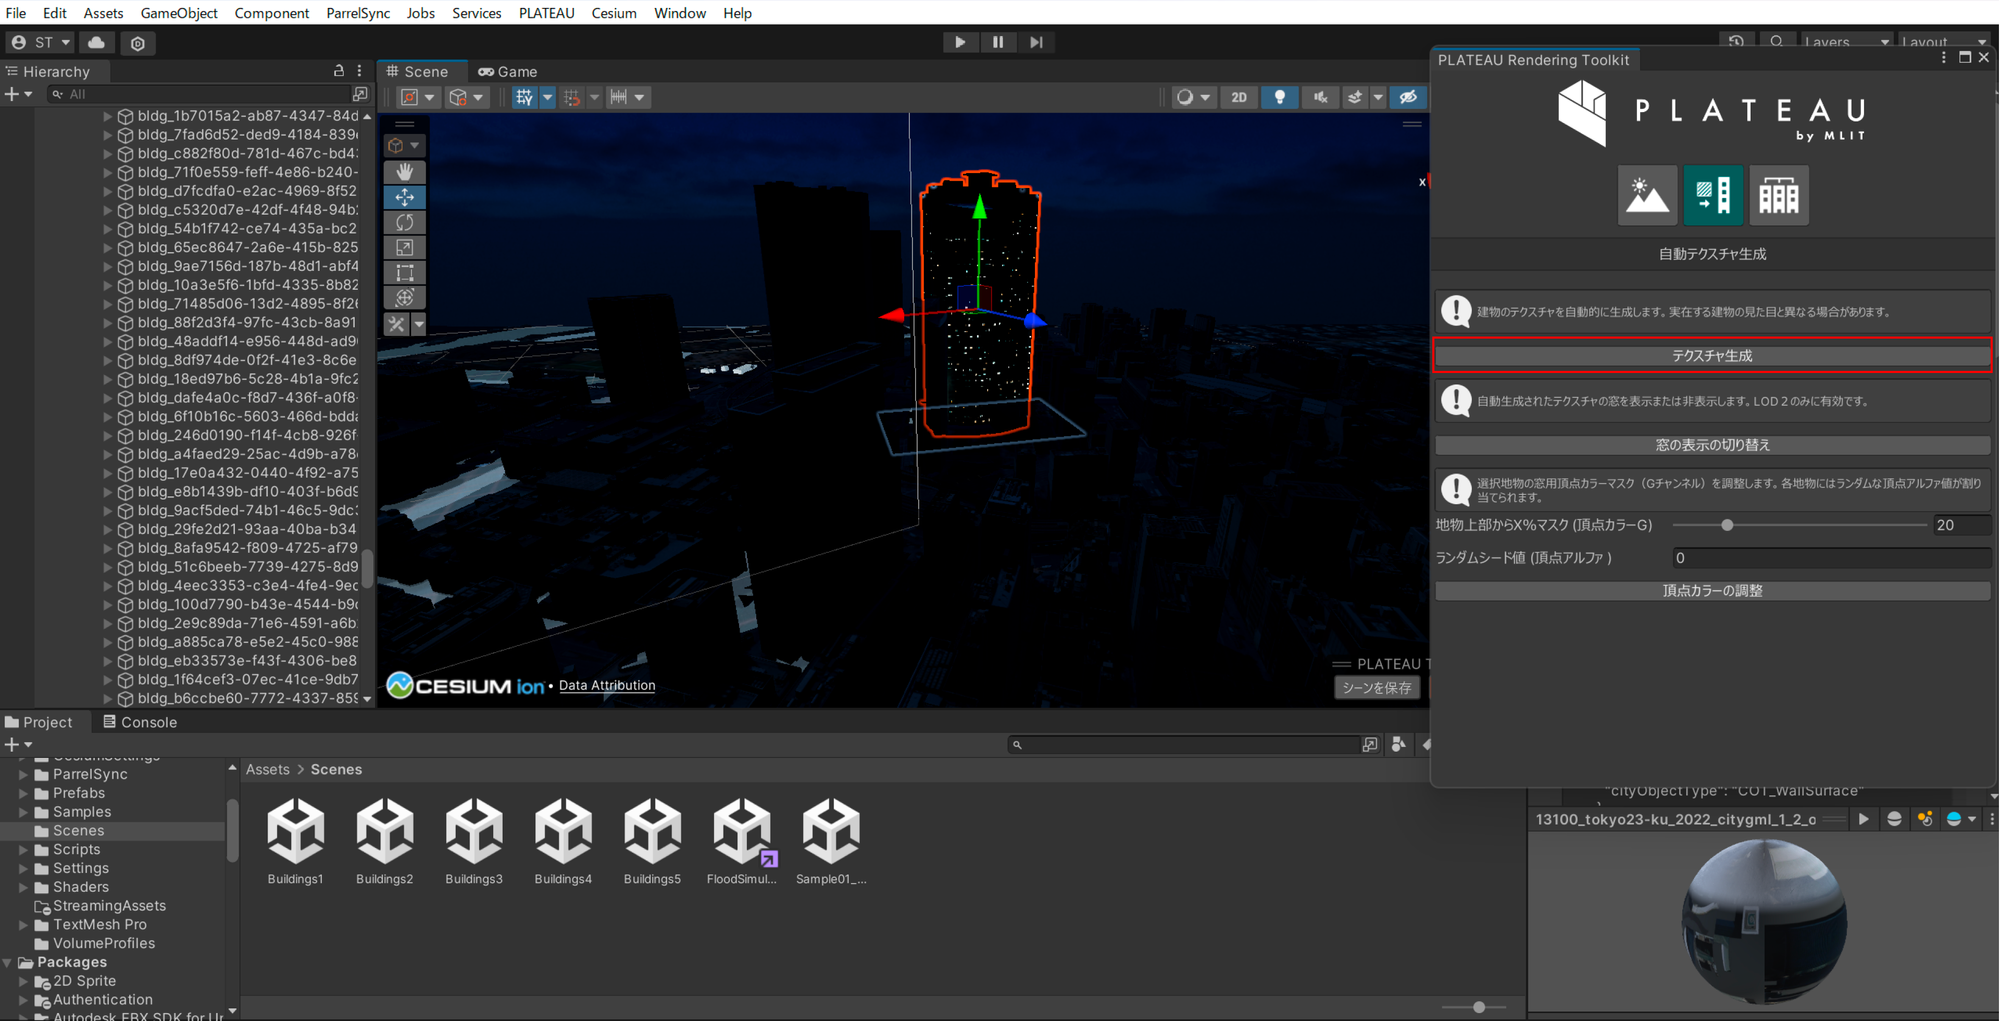 File Edit Assets GameObject Component ParrelSync Jobs Services PLATEAU Cesium Window Help
ST
Layers Layout
Hierarchy
All
bldg_1b7015a2-ab87-4347-84d
bldg_7fad6d52-ded9-4184-839e
bldg_c882f80d-781d-467c-bd43
bldg_71f0e559-feff-4e86-b240-
bldg_d7fcdfa0-e2ac-4969-8f52
bldg_c5320d7e-42df-4f48-94b2
bldg_54b1f742-ce74-435a-bc2
bldg_65ec8647-2a6e-415b-825
bldg_9ae7156d-187b-48d1-abf4
bldg_10a3e5f6-1bfd-4335-8b82
bldg_71485d06-13d2-4895-8f26
bldg_88f2d3f4-97fc-43cb-8a91
bldg_48addf14-e956-448d-ad9
bldg_8df974de-0f2f-41e3-8c6e
bldg_18ed97b6-5c28-4b1a-9fc2
bldg_dafe4a0c-f8d7-436f-a0f8-
bldg_6f10b16c-5603-466d-bdda
bldg_246d0190-f14f-4cb8-926f
bldg_a4faed29-25ac-4d9b-a78
bldg_17e0a432-0440-4f92-a75
bldg_e8b1439b-df10-403f-b6d9
bldg_9acf5ded-74b1-46c5-9dc
bldg_29fe2d21-93aa-40ba-b34
bldg_8afa9542-f809-4725-af79
bldg_51c6beeb-7739-4275-8d9
bldg_4eec3353-c3e4-4fe4-9ec
bldg_100d7790-b43e-4544-b9c
bldg_2e9c89da-71e6-4591-a6b
bldg_a885ca78-e5e2-45c0-988
bldg_eb33573e-f43f-4306-be8
bldg_1f64cef3-07ec-41ce-9db7
bldg_b6ccbe60-7772-4337-859
Scene Game
2D
x
CESIUM ion • Data Attribution
PLATEAU T
シーンを保存
PLATEAU Rendering Toolkit
PLATEAU
by MLIT
自動テクスチャ生成
建物のテクスチャを自動的に生成します。実在する建物の見た目と異なる場合があります。
テクスチャ生成
自動生成されたテクスチャの窓を表示または非表示します。LOD 2 のみに有効です。
窓の表示の切り替え
選択地物の窓用頂点カラーマスク（Gチャンネル）を調整します。各地物にはランダムな頂点アルファ値が割り
当てられます。
地物上部からX%マスク (頂点カラーG) 20
ランダムシード値 (頂点アルファ) 0
頂点カラーの調整
"cityObjectType": "COT_WallSurface"
13100_tokyo23-ku_2022_citygml_1_2_o
Project Console
CesiumSettings
ParrelSync
Prefabs
Samples
Scenes
Scripts
Settings
Shaders
StreamingAssets
TextMesh Pro
VolumeProfiles
Packages
2D Sprite
Authentication
Autodesk FBX SDK for Ur
Assets > Scenes
Buildings1 Buildings2 Buildings3 Buildings4 Buildings5 FloodSimul... Sample01_...